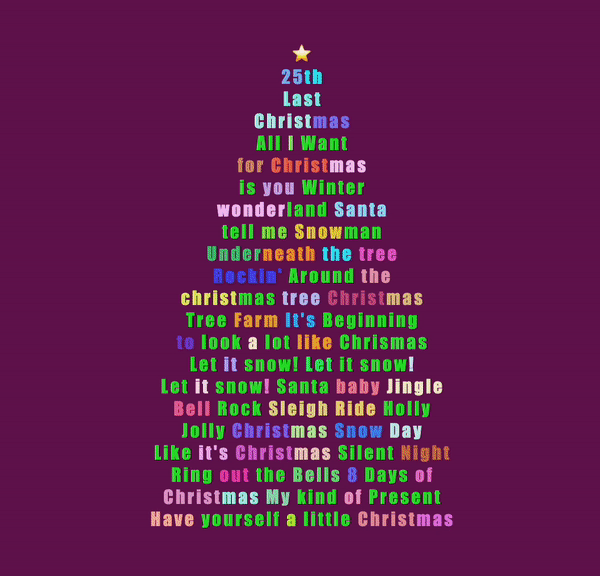 25th
Last
Christmas
All I Want
for Christmas
is you Winter
wonderland Santa
tell me Snowman
Underneath the tree
Rockin' Around the
christmas tree Christmas
Tree Farm It's Beginning
to look a lot like Chrismas
Let it snow! Let it snow!
Let it snow! Santa baby Jingle
Bell Rock Sleigh Ride Holly
Jolly Christmas Snow Day
Like it's Christmas Silent Night
Ring out the Bells 8 Days of
Christmas My kind of Present
Have yourself a little Christmas